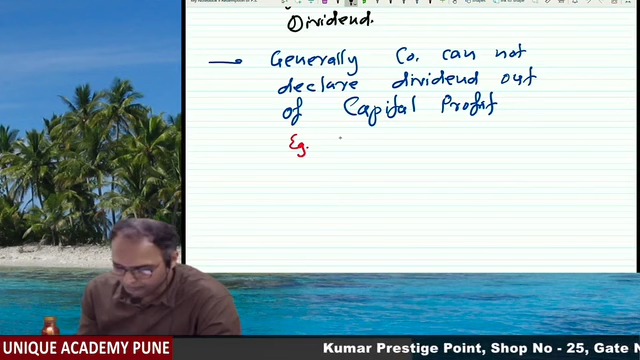 Dividend.
→ Generally Co. can not
declare dividend out
of Capital Profit
Eg.
UNIQUE ACADEMY PUNE
Kumar Prestige Point, Shop No - 25, Gate N